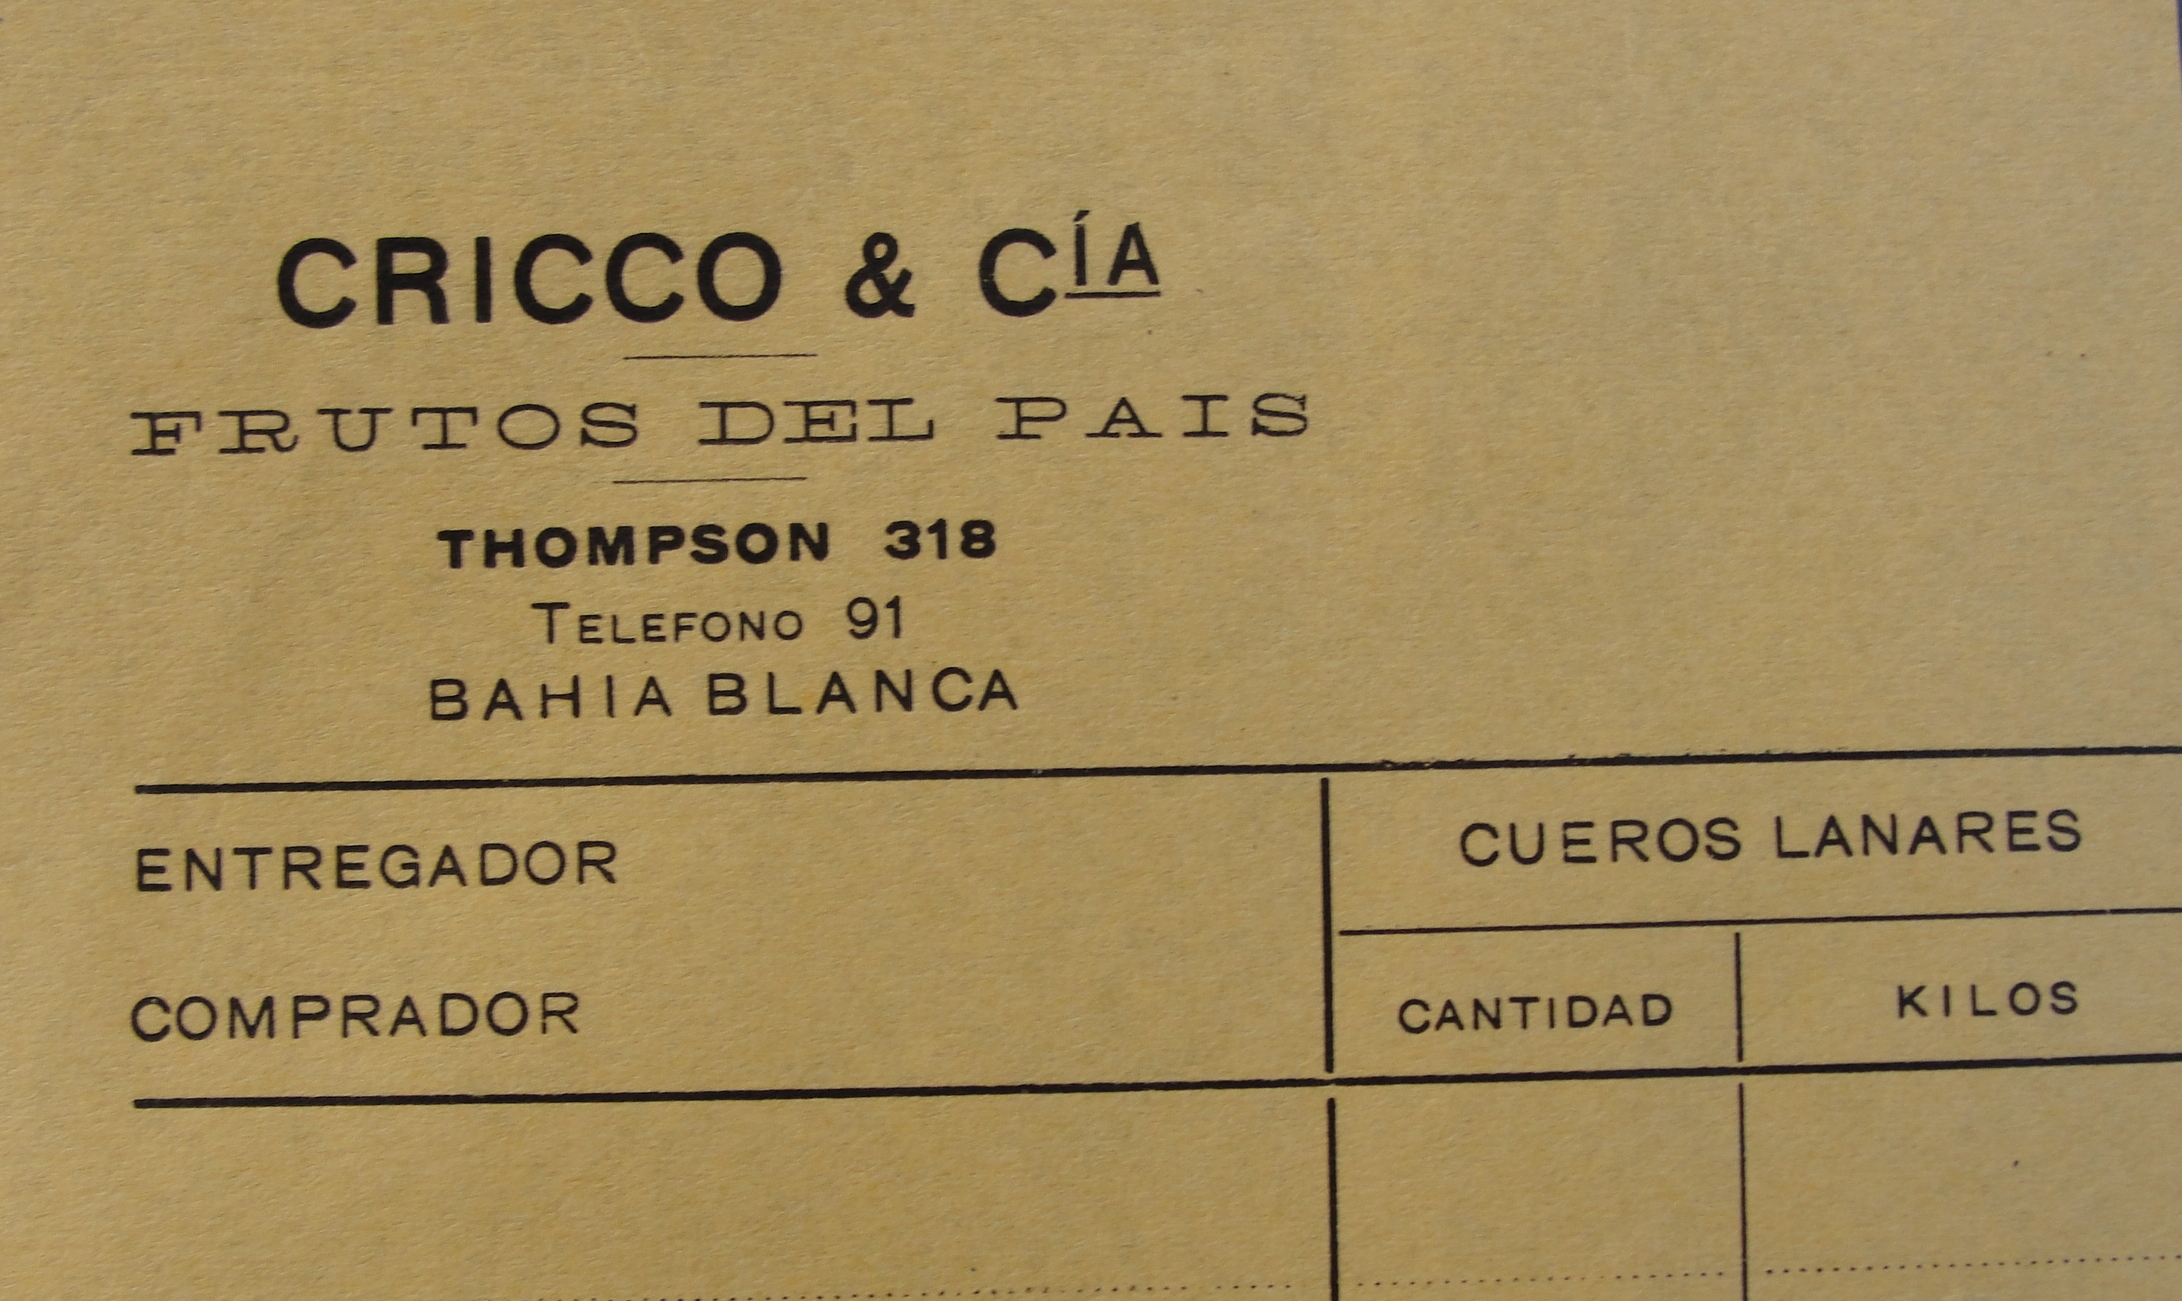 CRICCO & CÍA
FRUTOS DEL PAIS
THOMPSON 318
TELEFONO 91
BAHIA BLANCA
ENTREGADOR
CUEROS LANARES
COMPRADOR
CANTIDAD
KILOS